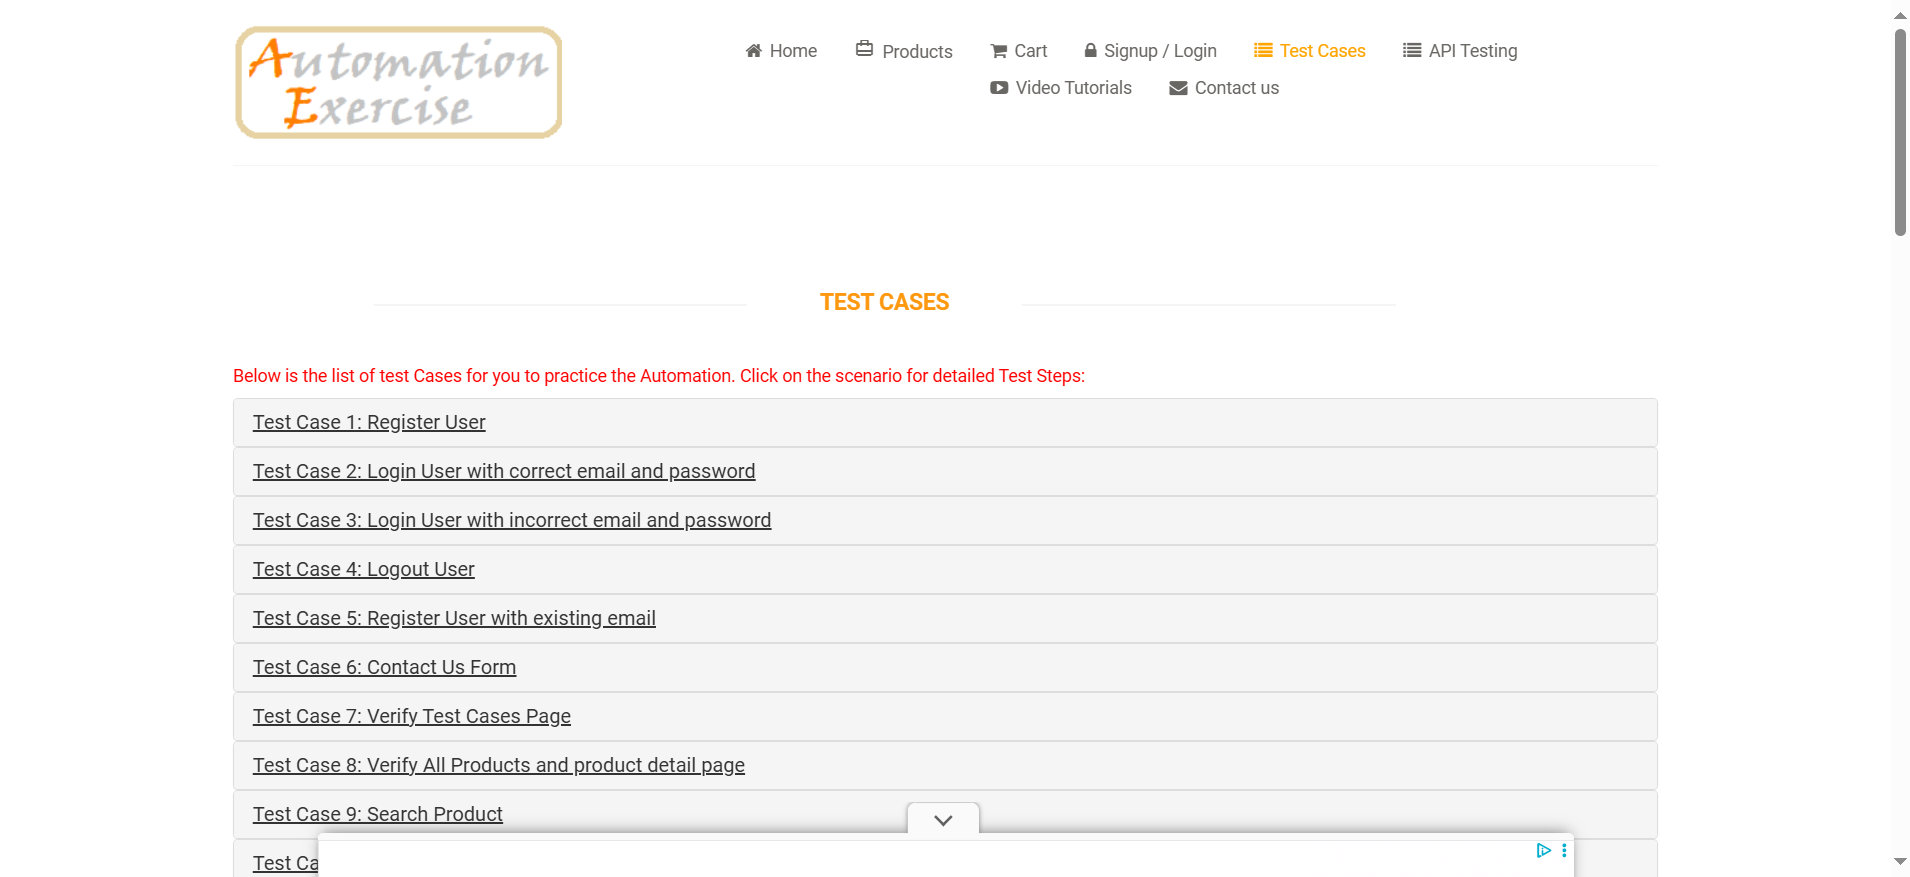 Automation
Exercise
Home
Products
Cart
Signup / Login
Test Cases
API Testing
Video Tutorials
Contact us
TEST CASES
Below is the list of test Cases for you to practice the Automation. Click on the scenario for detailed Test Steps:
Test Case 1: Register User
Test Case 2: Login User with correct email and password
Test Case 3: Login User with incorrect email and password
Test Case 4: Logout User
Test Case 5: Register User with existing email
Test Case 6: Contact Us Form
Test Case 7: Verify Test Cases Page
Test Case 8: Verify All Products and product detail page
Test Case 9: Search Product
Test Ca